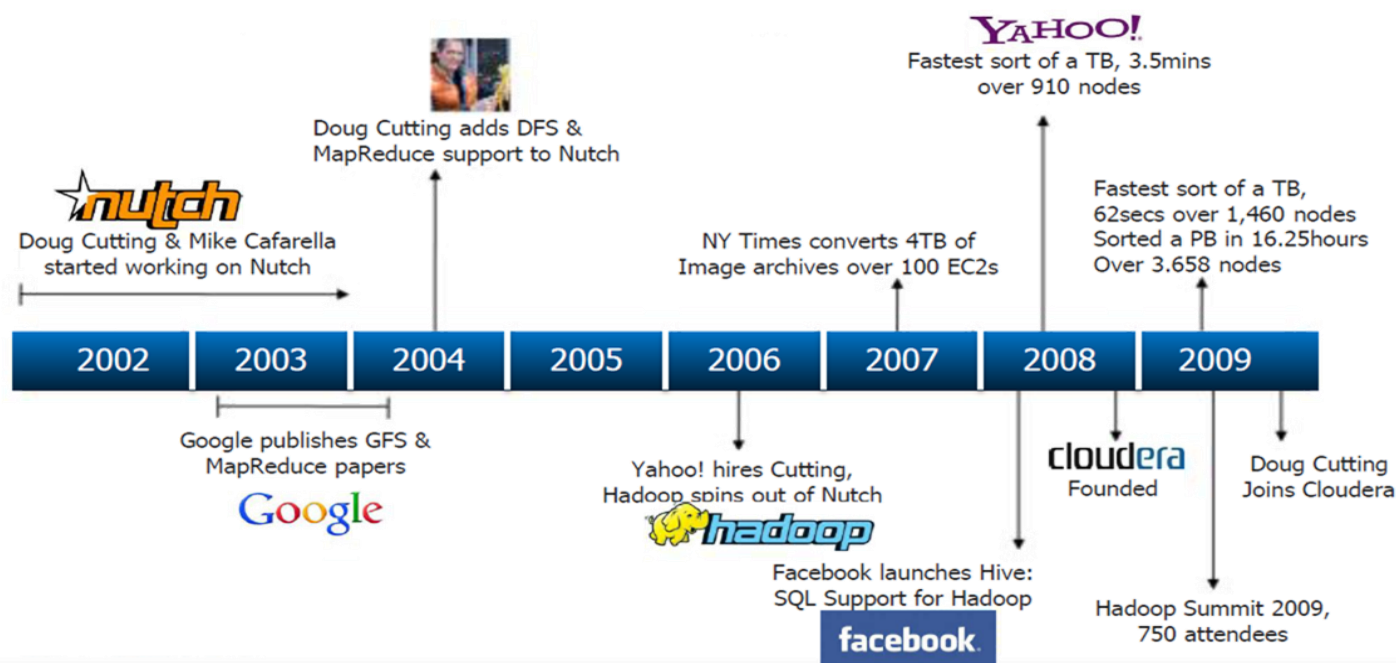 YAHOO!
Fastest sort of a TB, 3.5mins
over 910 nodes
Doug Cutting adds DFS &
MapReduce support to Nutch
nutch
Doug Cutting & Mike Cafarella
started working on Nutch
NY Times converts 4TB of
Image archives over 100 EC2s
Fastest sort of a TB,
62secs over 1,460 nodes
Sorted a PB in 16.25hours
Over 3.658 nodes
2002
2003
2004
2005
2006
2007
2008
2009
Google publishes GFS &
MapReduce papers
Google
Yahoo! hires Cutting,
Hadoop spins out of Nutch
hadoop
Facebook launches Hive:
SQL Support for Hadoop
facebook.
cloudera
Founded
Doug Cutting
Joins Cloudera
Hadoop Summit 2009,
750 attendees